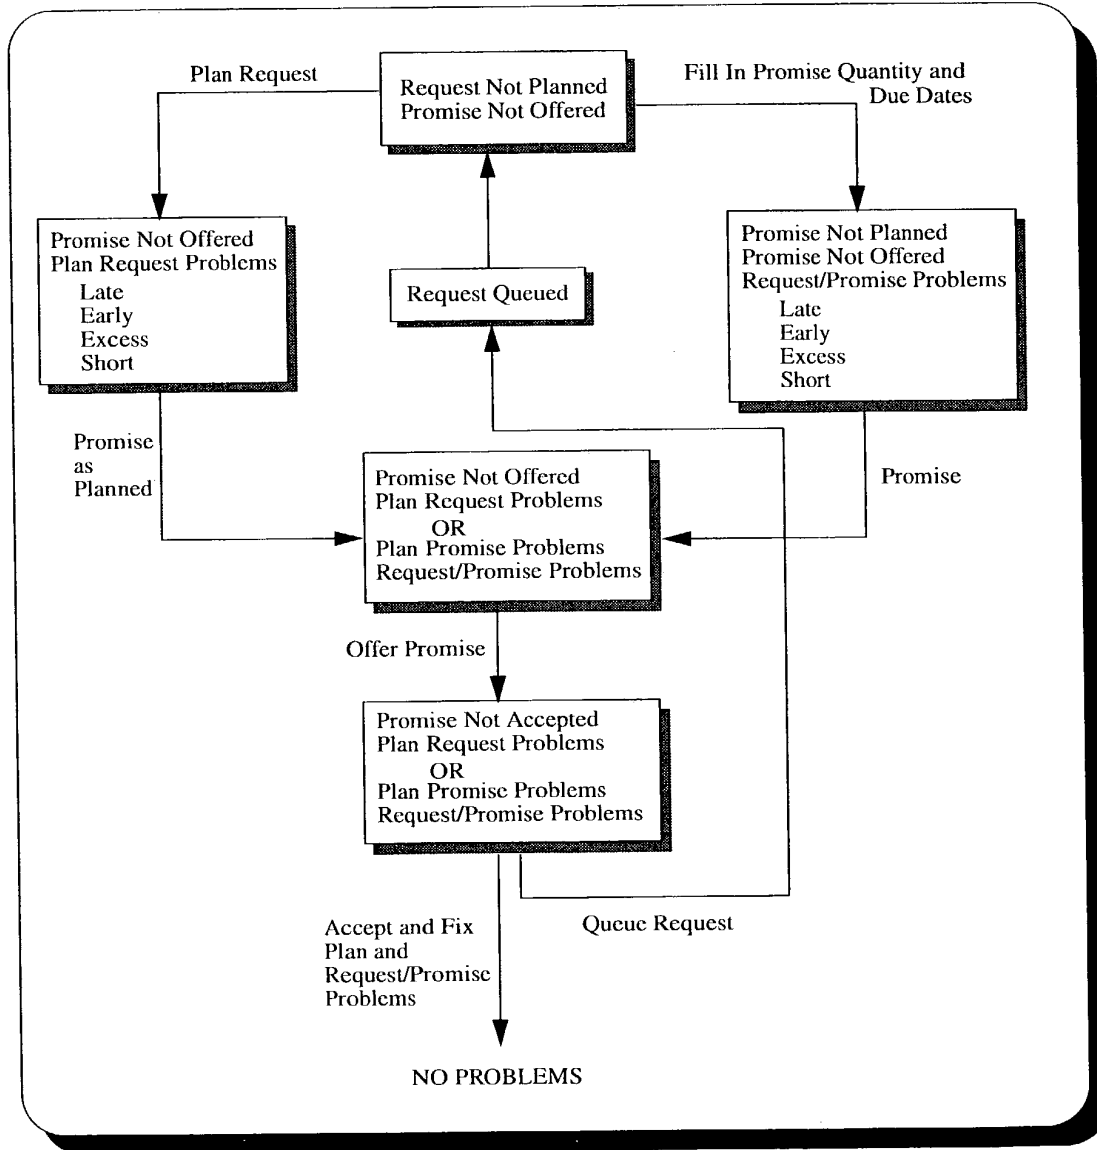 Plan Request
Request Not Planned
Promise Not Offered
Fill In Promise Quantity and
Due Dates
Promise Not Offered
Plan Request Problems
Late
Early
Excess
Short
Request Queued
Promise Not Planned
Promise Not Offered
Request/Promise Problems
Late
Early
Excess
Short
Promise
as
Planned
Promise Not Offered
Plan Request Problems
OR
Plan Promise Problems
Request/Promise Problems
Promise
Offer Promise
Promise Not Accepted
Plan Request Problems
OR
Plan Promise Problems
Request/Promise Problems
Accept and Fix
Plan and
Request/Promise
Problems
Queue Request
NO PROBLEMS